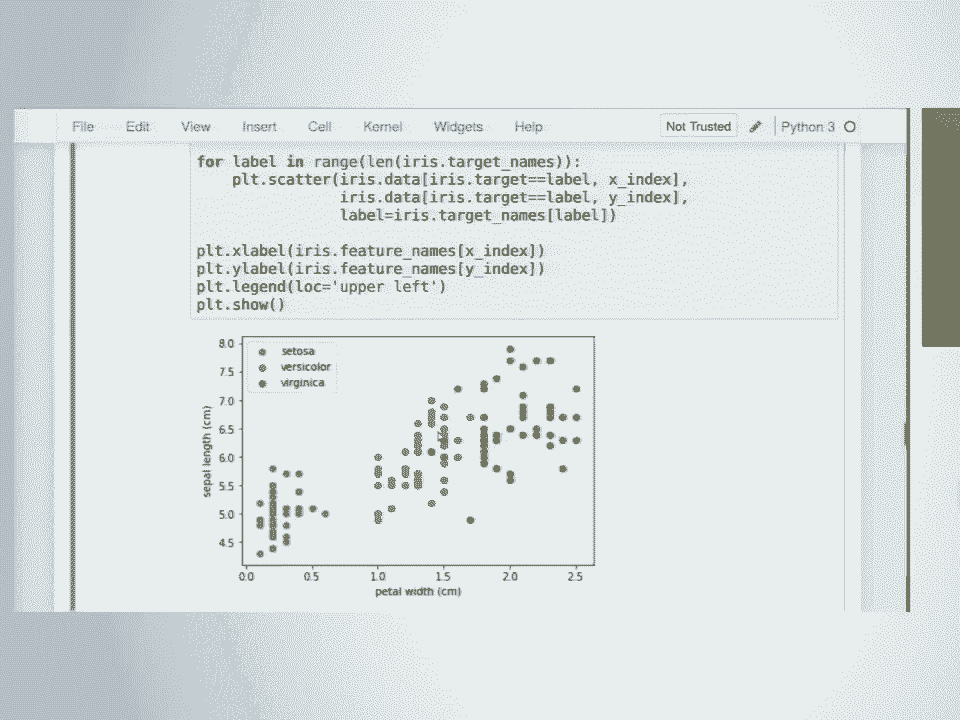 File Edit View Insert Cell Kernel Widgets Help Not Trusted Python 3
for label in range(len(iris.target_names)):
    plt.scatter(iris.data[iris.target==label, x_index],
                iris.data[iris.target==label, y_index],
                label=iris.target_names[label])
plt.xlabel(iris.feature_names[x_index])
plt.ylabel(iris.feature_names[y_index])
plt.legend(loc='upper left')
plt.show()
setosa
versicolor
virginica
8.0
7.5
7.0
6.5
6.0
5.5
5.0
4.5
sepal length (cm)
0.0 0.5 1.0 1.5 2.0 2.5
petal width (cm)